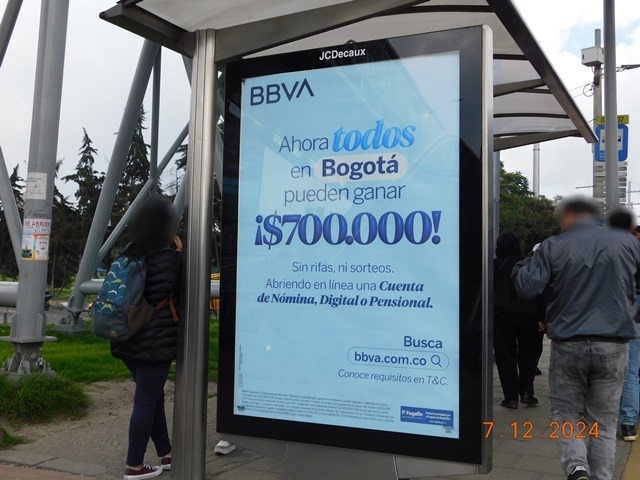 JCDecaux
BBVA
Ahora todos
en Bogotá
pueden ganar
¡$700.000!
Sin rifas, ni sorteos.
Abriendo en línea una Cuenta
de Nómina, Digital o Pensional.
Busca
bbva.com.co
Conoce requisitos en T&C.
Fogafín
7 12 2024